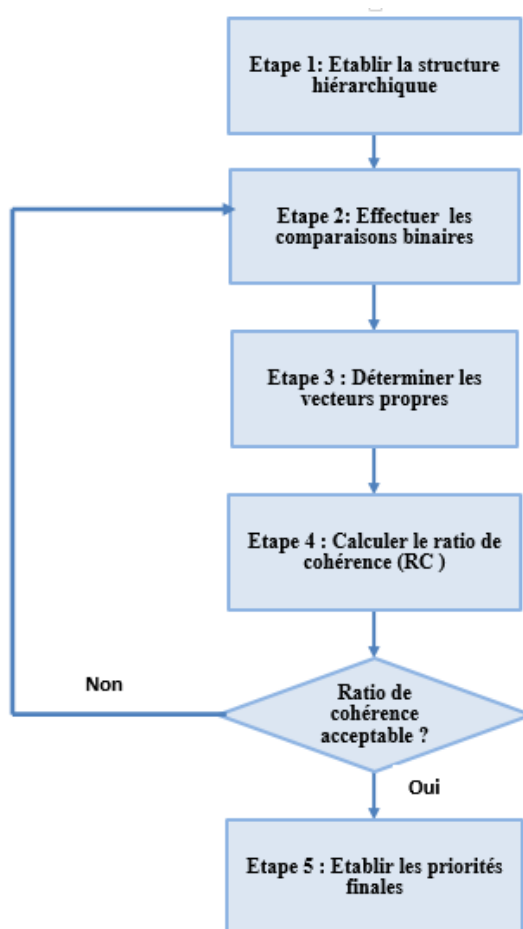 Etape 1: Etablir la structure
hiérarchiquue
Etape 2: Effectuer les
comparaisons binaires
Etape 3 : Déterminer les
vecteurs propres
Etape 4 : Calculer le ratio de
cohérence (RC )
Non
Ratio de
cohérence
acceptable ?
Oui
Etape 5 : Etablir les priorités
finales